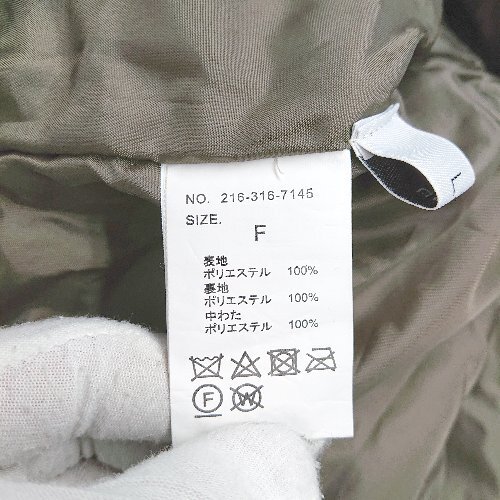 NO. 216-316-7145
SIZE.
F
表地
ポリエステル 100%
裏地
ポリエステル 100%
中わた
ポリエステル 100%
F
W